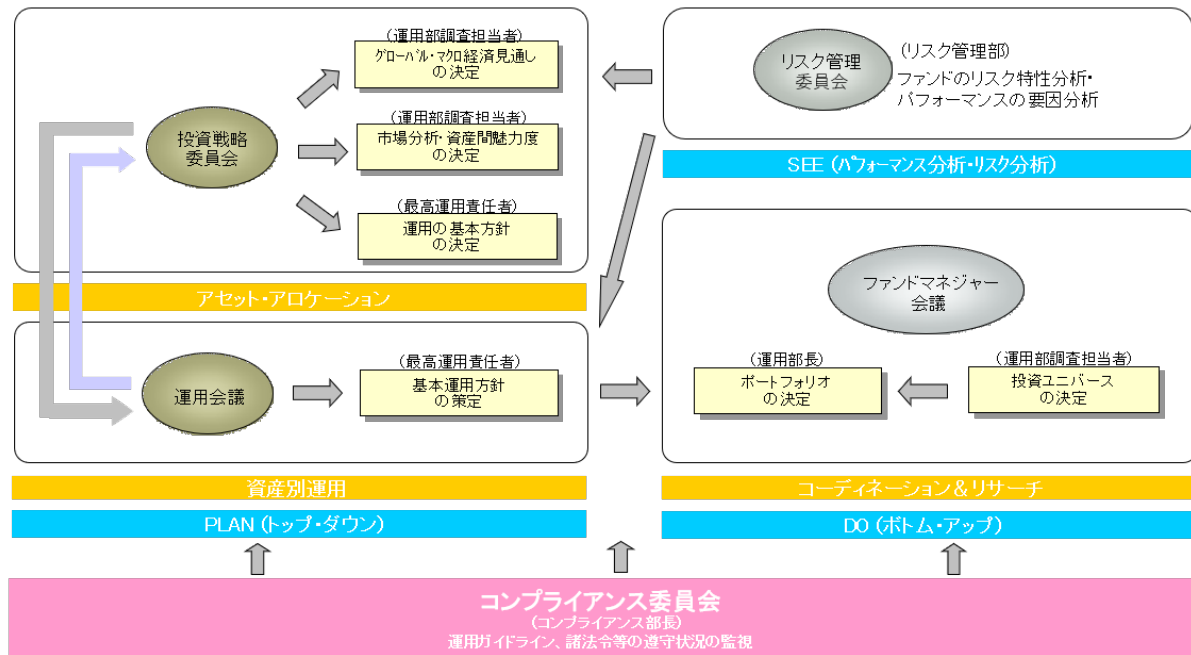 (運用部調査担当者)
グローバル・マクロ経済見通し
の決定
投資戦略
委員会
(運用部調査担当者)
市場分析・資産間魅力度
の決定
(最高運用責任者)
運用の基本方針
の決定
アセット・アロケーション
リスク管理
委員会
(リスク管理部)
ファンドのリスク特性分析・
パフォーマンスの要因分析
SEE (パフォーマンス分析・リスク分析)
運用会議
(最高運用責任者)
基本運用方針
の策定
資産別運用
PLAN (トップ・ダウン)
ファンドマネジャー
会議
(運用部長)
ポートフォリオ
の決定
(運用部調査担当者)
投資ユニバース
の決定
コーディネーション&リサーチ
DO (ボトム・アップ)
コンプライアンス委員会
(コンプライアンス部長)
運用ガイドライン、諸法令等の遵守状況の監視